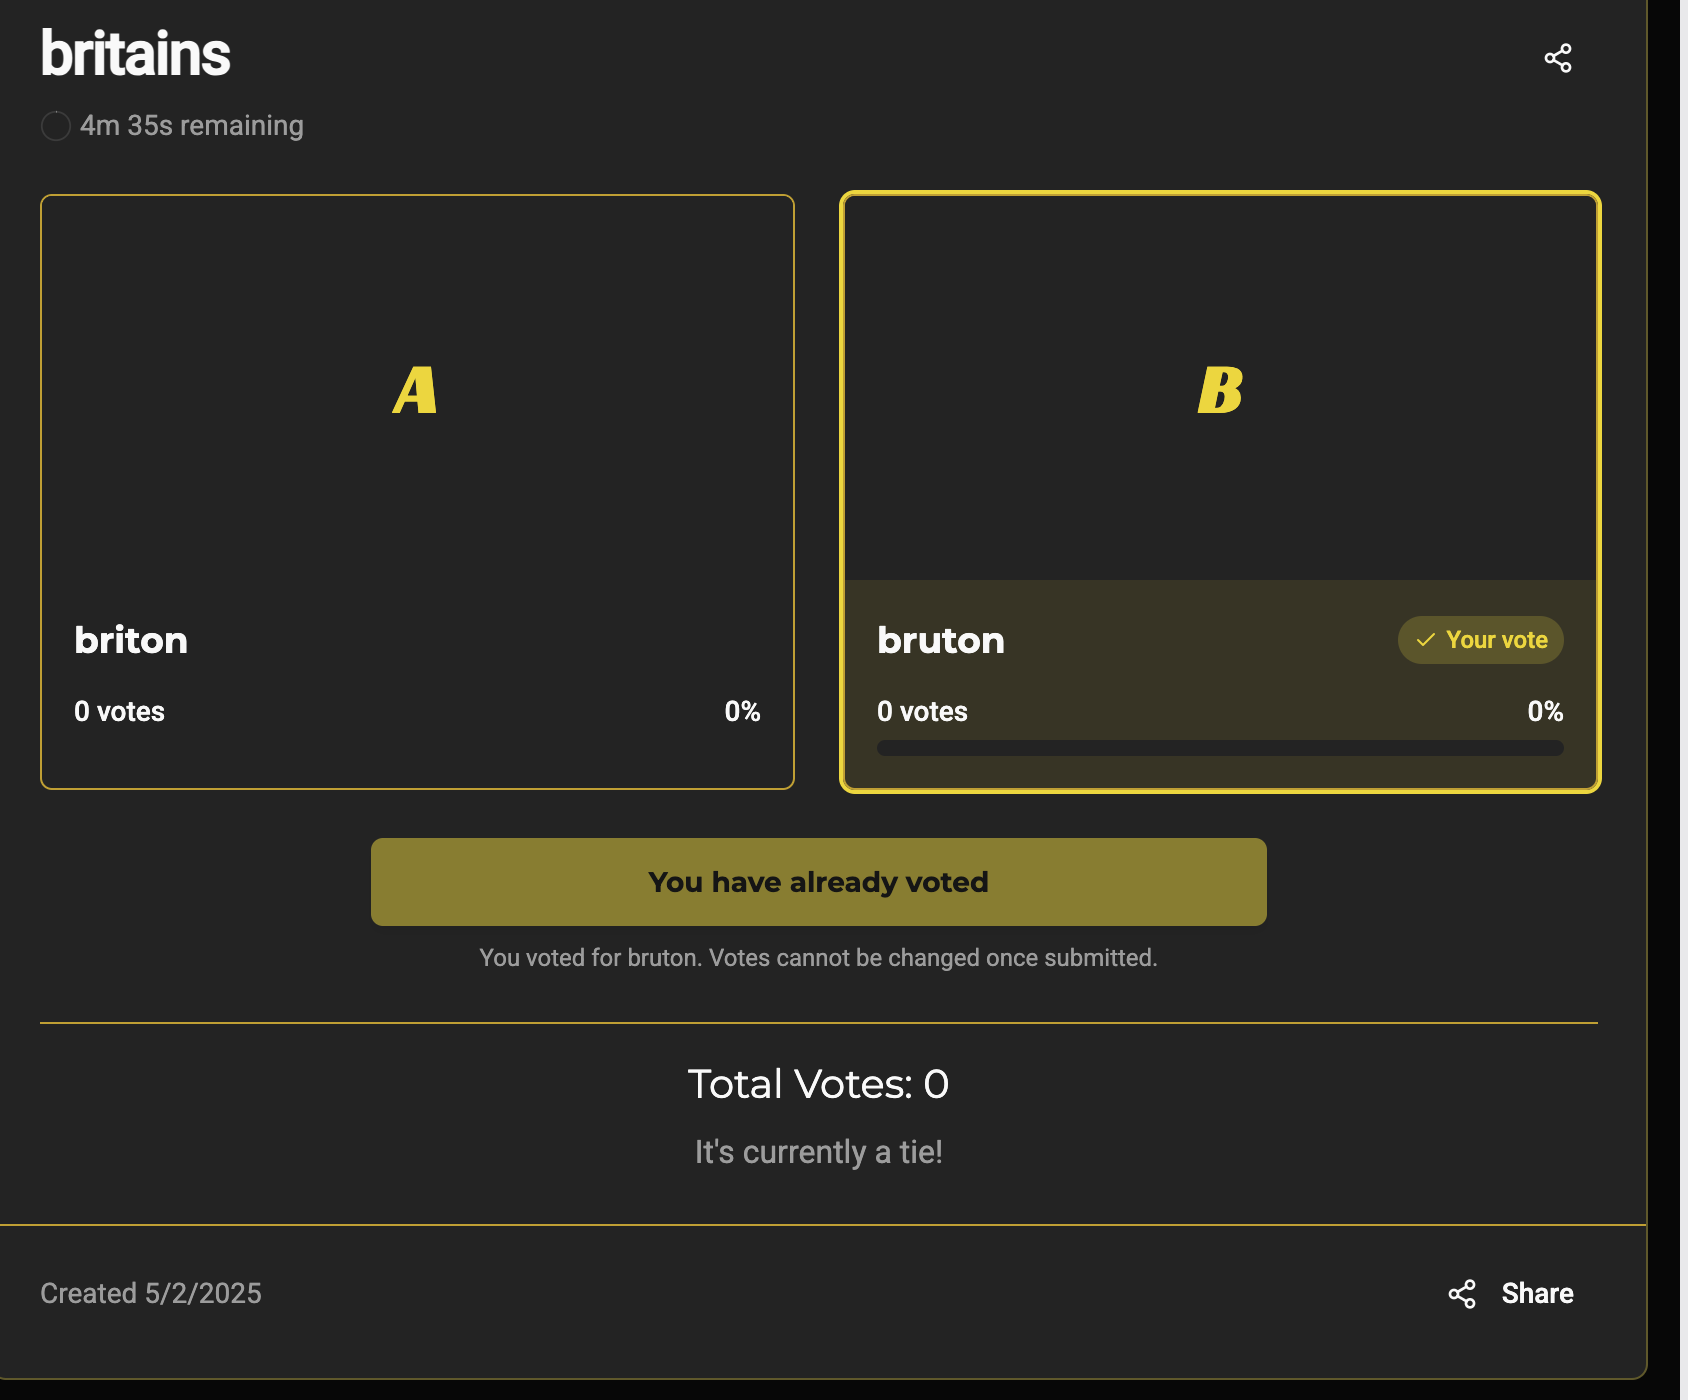 britains
4m 35s remaining
A
B
briton
0 votes 0%
bruton
Your vote
0 votes 0%
You have already voted
You voted for bruton. Votes cannot be changed once submitted.
Total Votes: 0
It's currently a tie!
Created 5/2/2025
Share